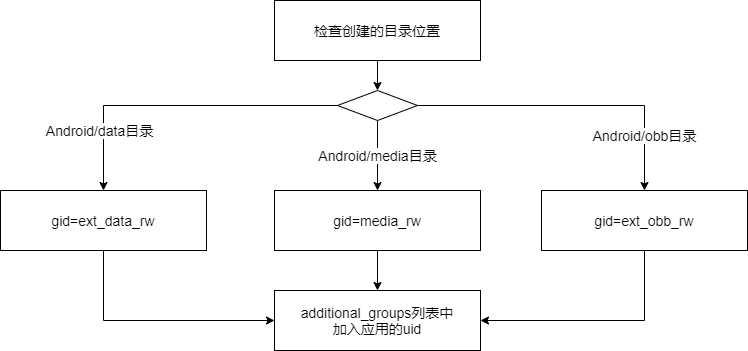 检查创建的目录位置
Android/data目录
Android/media目录
Android/obb目录
gid=ext_data_rw
gid=media_rw
gid=ext_obb_rw
additional_groups列表中
加入应用的uid